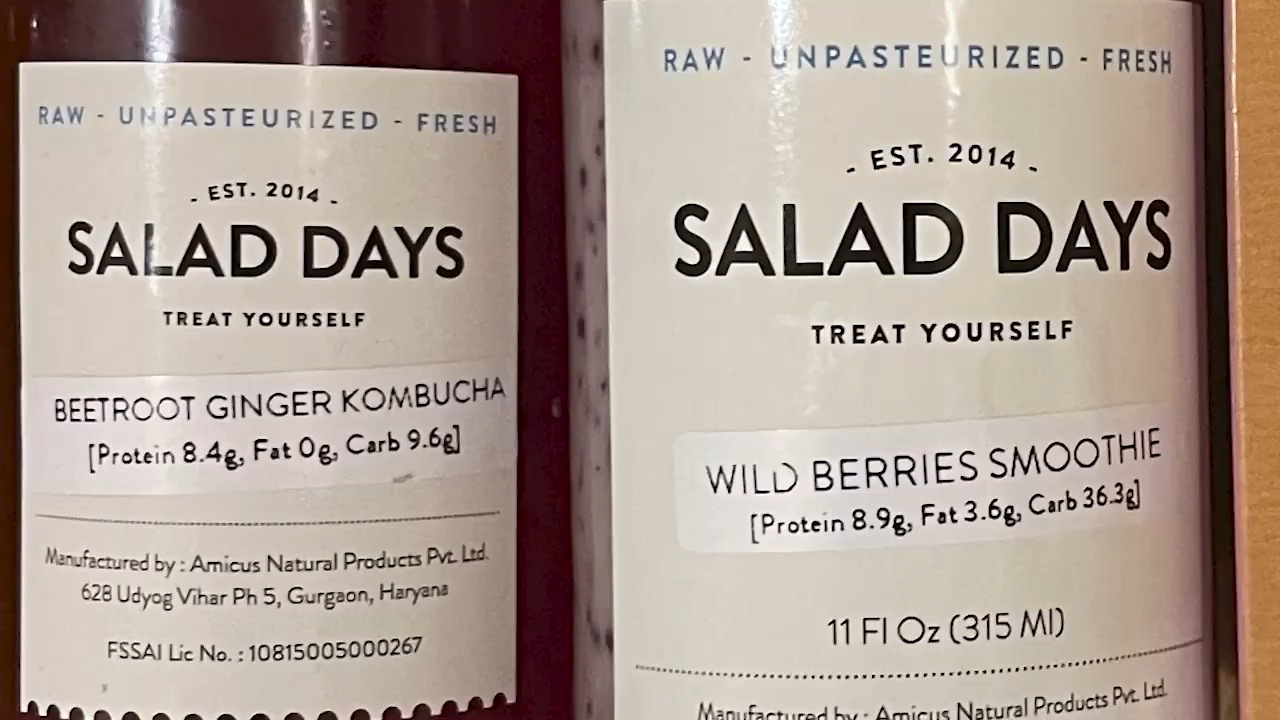 RAW - UNPASTEURIZED - FRESH
- EST. 2014 -
SALAD DAYS
TREAT YOURSELF
BEETROOT GINGER KOMBUCHA
[Protein 8.4g, Fat 0g, Carb 9.6g]
Manufactured by : Amicus Natural Products Pvt. Ltd.
628 Udyog Vihar Ph 5, Gurgaon, Haryana
FSSAI Lic No. : 10815005000267
RAW - UNPASTEURIZED - FRESH
- EST. 2014 -
SALAD DAYS
TREAT YOURSELF
WILD BERRIES SMOOTHIE
[Protein 8.9g, Fat 3.6g, Carb 36.3g]
11 Fl Oz (315 Ml)
Manufactured by : Amicus Natural Products Pvt. Ltd.